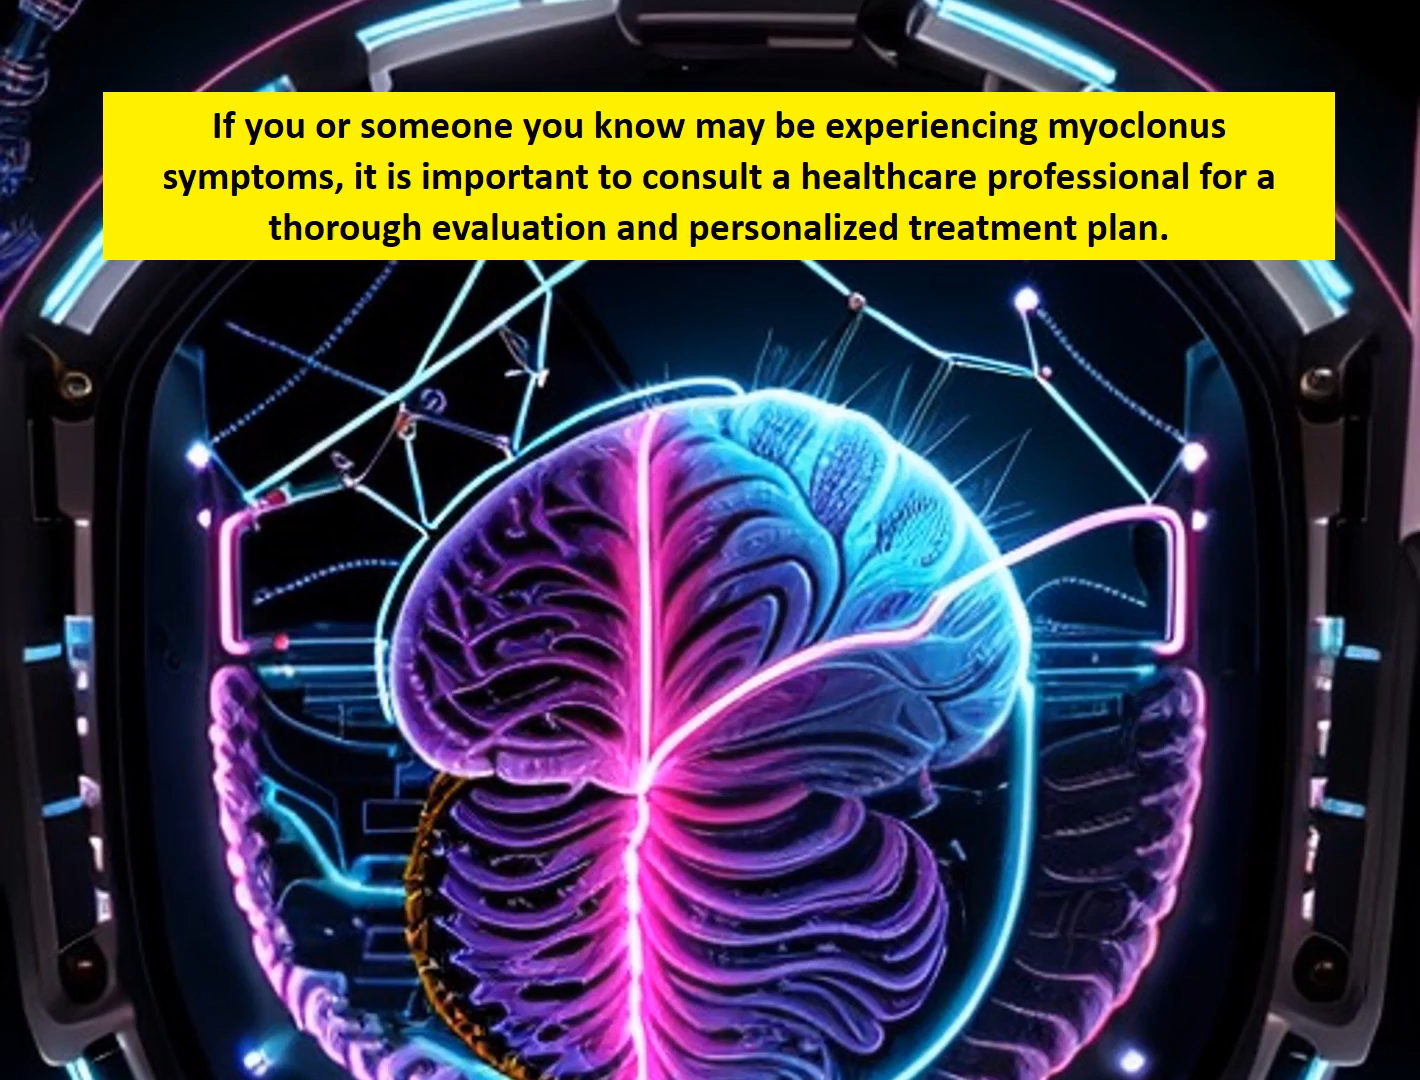 If you or someone you know may be experiencing myoclonus
symptoms, it is important to consult a healthcare professional for a
thorough evaluation and personalized treatment plan.